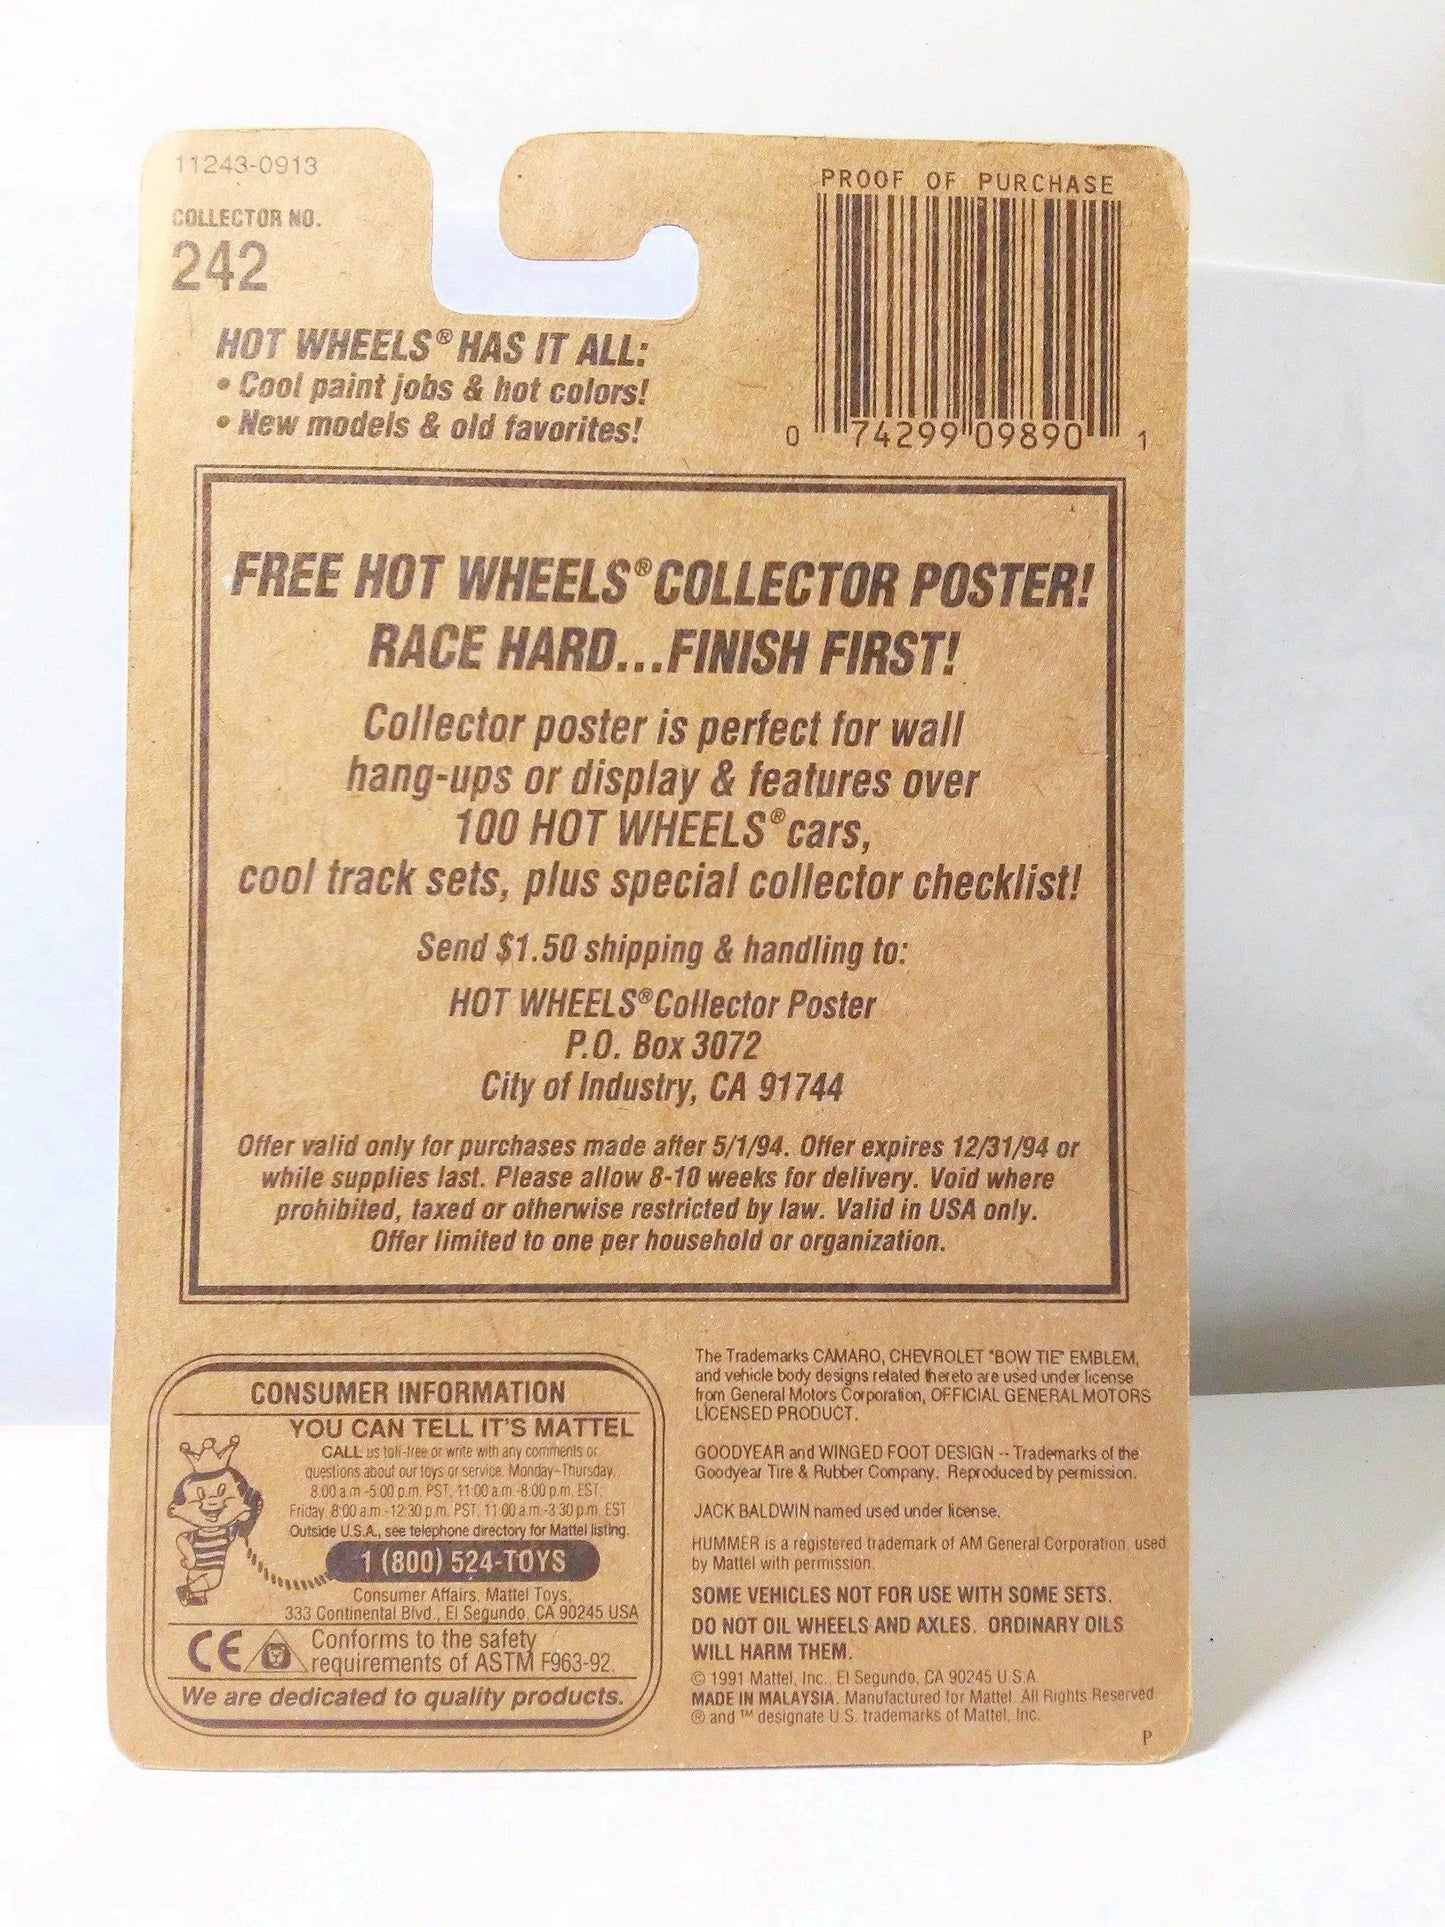 11243-0913
COLLECTOR NO.
242
PROOF OF PURCHASE
0 74299 09890 1
HOT WHEELS® HAS IT ALL:
• Cool paint jobs & hot colors!
• New models & old favorites!
FREE HOT WHEELS® COLLECTOR POSTER!
RACE HARD...FINISH FIRST!
Collector poster is perfect for wall
hang-ups or display & features over
100 HOT WHEELS® cars,
cool track sets, plus special collector checklist!
Send $1.50 shipping & handling to:
HOT WHEELS® Collector Poster
P.O. Box 3072
City of Industry, CA 91744
Offer valid only for purchases made after 5/1/94. Offer expires 12/31/94 or
while supplies last. Please allow 8-10 weeks for delivery. Void where
prohibited, taxed or otherwise restricted by law. Valid in USA only.
Offer limited to one per household or organization.
CONSUMER INFORMATION
YOU CAN TELL IT'S MATTEL
CALL us toll-free or write with any comments or
questions about our toys or service. Monday-Thursday,
8:00 a.m.-5:00 p.m. PST, 11:00 a.m.-8:00 p.m. EST;
Friday 8:00 a.m.-12:30 p.m. PST, 11:00 a.m.-3:30 p.m. EST
Outside U.S.A., see telephone directory for Mattel listing.
1 (800) 524-TOYS
Consumer Affairs, Mattel Toys,
333 Continental Blvd., El Segundo, CA 90245 USA
CE Conforms to the safety
requirements of ASTM F963-92.
We are dedicated to quality products.
The Trademarks CAMARO, CHEVROLET "BOW TIE" EMBLEM,
and vehicle body designs related thereto are used under license
from General Motors Corporation, OFFICIAL GENERAL MOTORS
LICENSED PRODUCT.
GOODYEAR and WINGED FOOT DESIGN -- Trademarks of the
Goodyear Tire & Rubber Company. Reproduced by permission.
JACK BALDWIN named used under license.
HUMMER is a registered trademark of AM General Corporation, used
by Mattel with permission.
SOME VEHICLES NOT FOR USE WITH SOME SETS.
DO NOT OIL WHEELS AND AXLES. ORDINARY OILS
WILL HARM THEM.
© 1991 Mattel, Inc., El Segundo, CA 90245 U.S.A.
MADE IN MALAYSIA. Manufactured for Mattel. All Rights Reserved
® and ™ designate U.S. trademarks of Mattel, Inc.
P